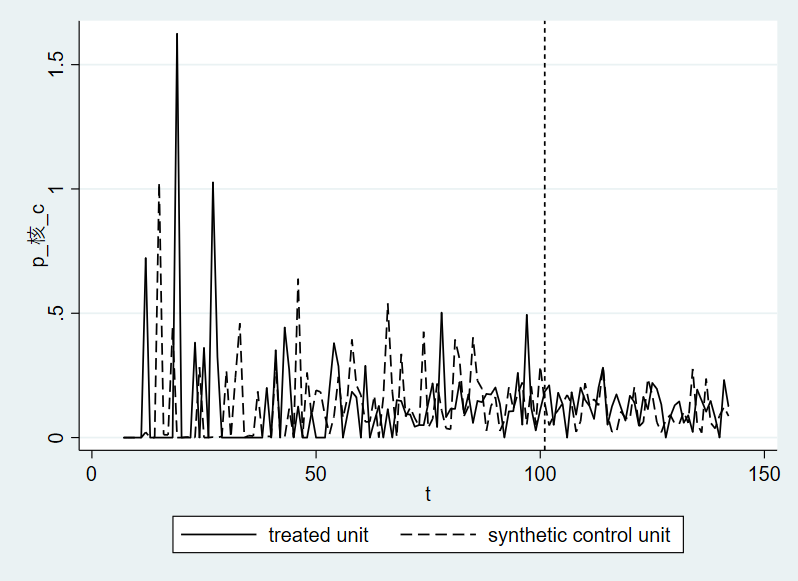 p_核_c
1.5
1
.5
0
0
50
100
150
t
treated unit
synthetic control unit